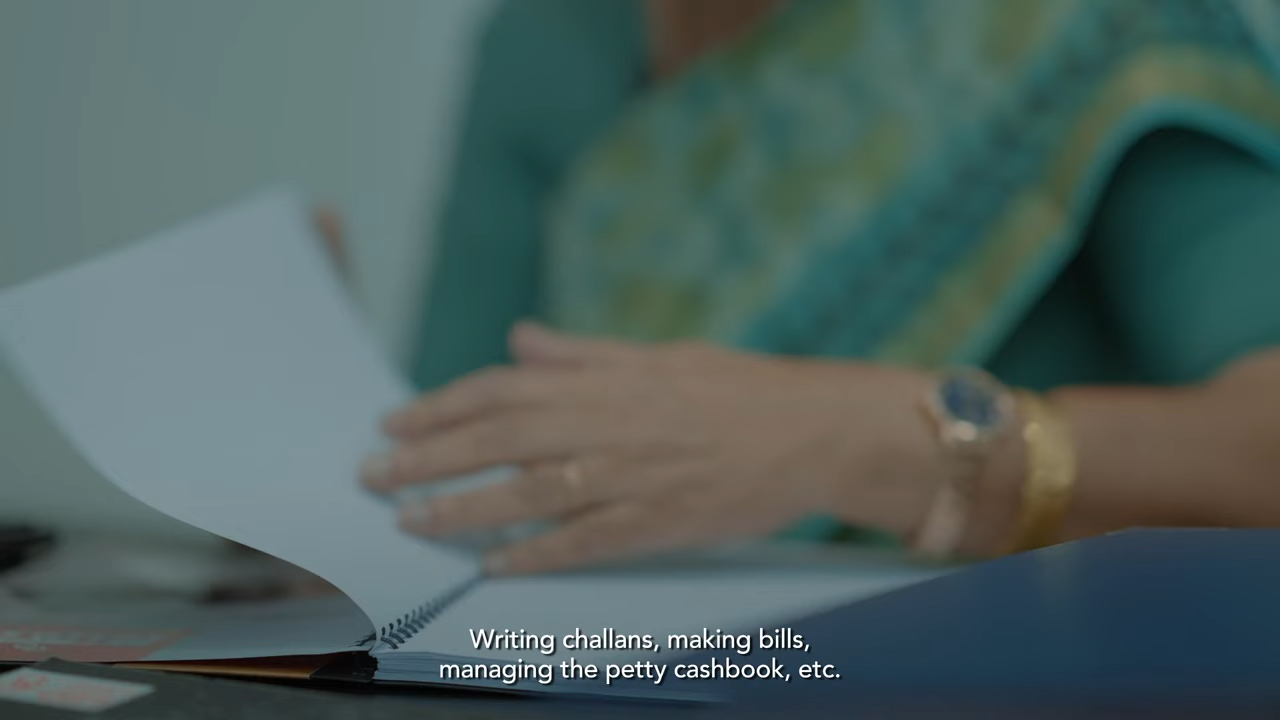 Writing challans, making bills,
managing the petty cashbook, etc.